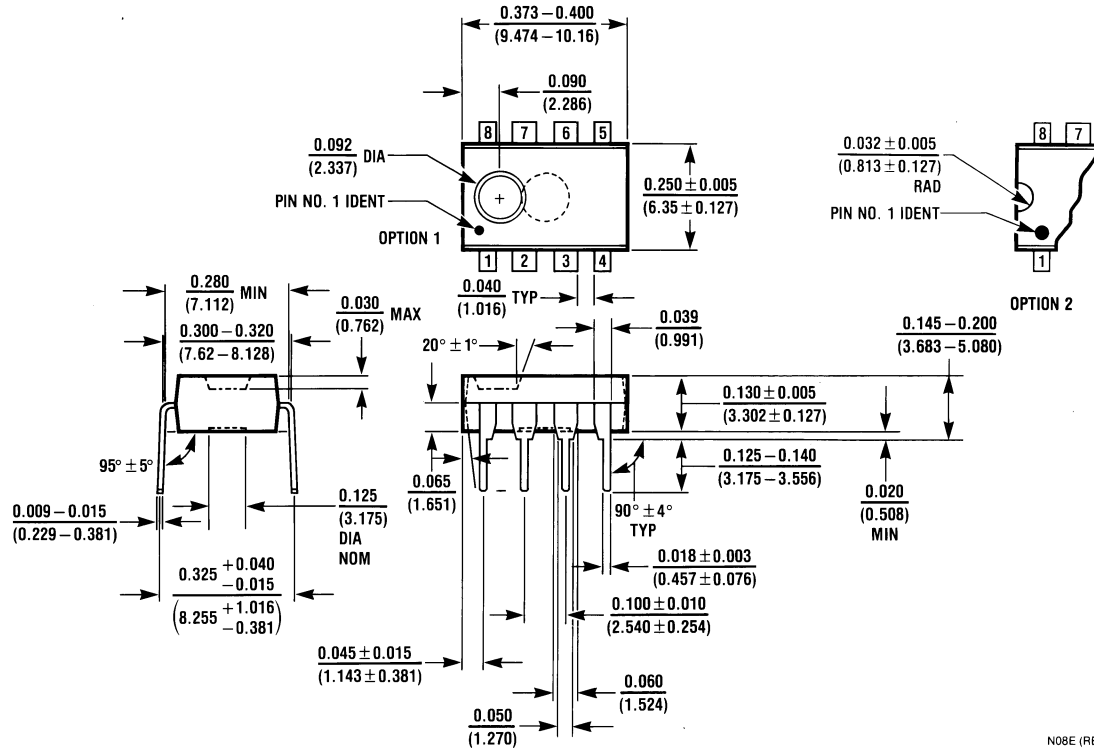 0.373 – 0.400
(9.474 – 10.16)
0.090
(2.286)
8 7 6 5
0.092 DIA
(2.337)
PIN NO. 1 IDENT
OPTION 1
1 2 3 4
0.250 ± 0.005
(6.35 ± 0.127)
0.032 ± 0.005
(0.813 ± 0.127)
RAD
PIN NO. 1 IDENT
8 7
1
OPTION 2
0.280 MIN
(7.112)
0.030 MAX
(0.762)
0.300 – 0.320
(7.62 – 8.128)
0.040 TYP
(1.016)
0.039
(0.991)
20° ± 1°
0.145 – 0.200
(3.683 – 5.080)
0.130 ± 0.005
(3.302 ± 0.127)
0.125 – 0.140
(3.175 – 3.556)
0.020
(0.508)
MIN
95° ± 5°
0.065
(1.651)
90° ± 4°
TYP
0.009 – 0.015
(0.229 – 0.381)
0.125
(3.175)
DIA
NOM
0.018 ± 0.003
(0.457 ± 0.076)
0.325 +0.040
−0.015
(8.255 +1.016
−0.381)
0.100 ± 0.010
(2.540 ± 0.254)
0.045 ± 0.015
(1.143 ± 0.381)
0.060
(1.524)
0.050
(1.270)
N08E (RE